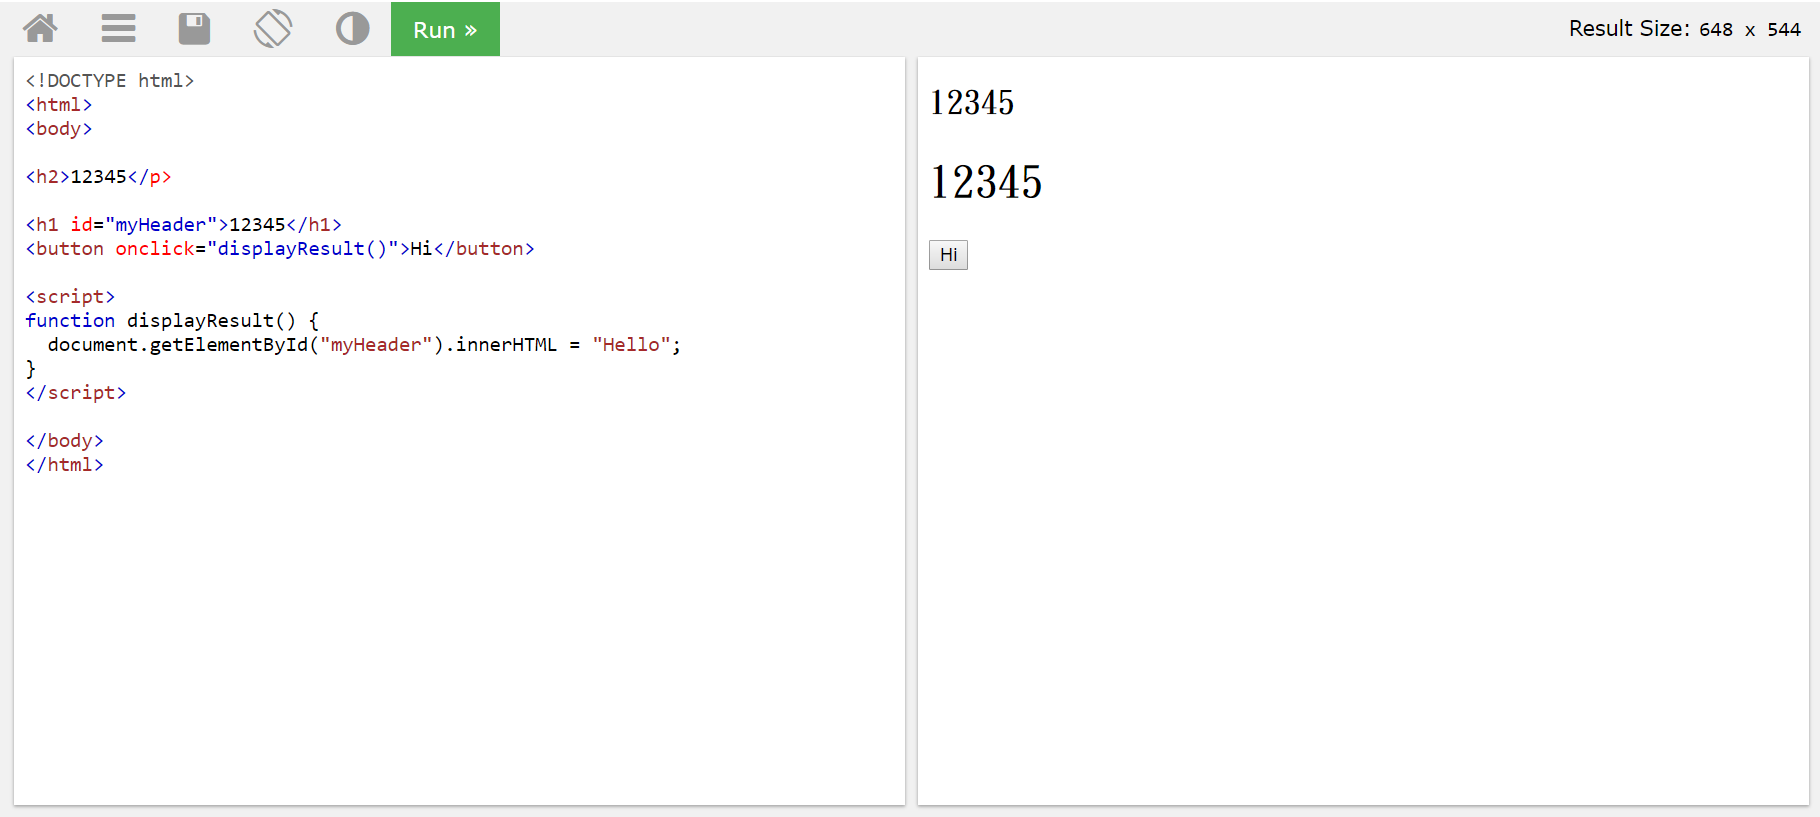 Run »
Result Size: 648 x 544
<!DOCTYPE html>
<html>
<body>
<h2>12345</p>
<h1 id="myHeader">12345</h1>
<button onclick="displayResult()">Hi</button>
<script>
function displayResult() {
  document.getElementById("myHeader").innerHTML = "Hello";
}
</script>
</body>
</html>
12345
12345
Hi